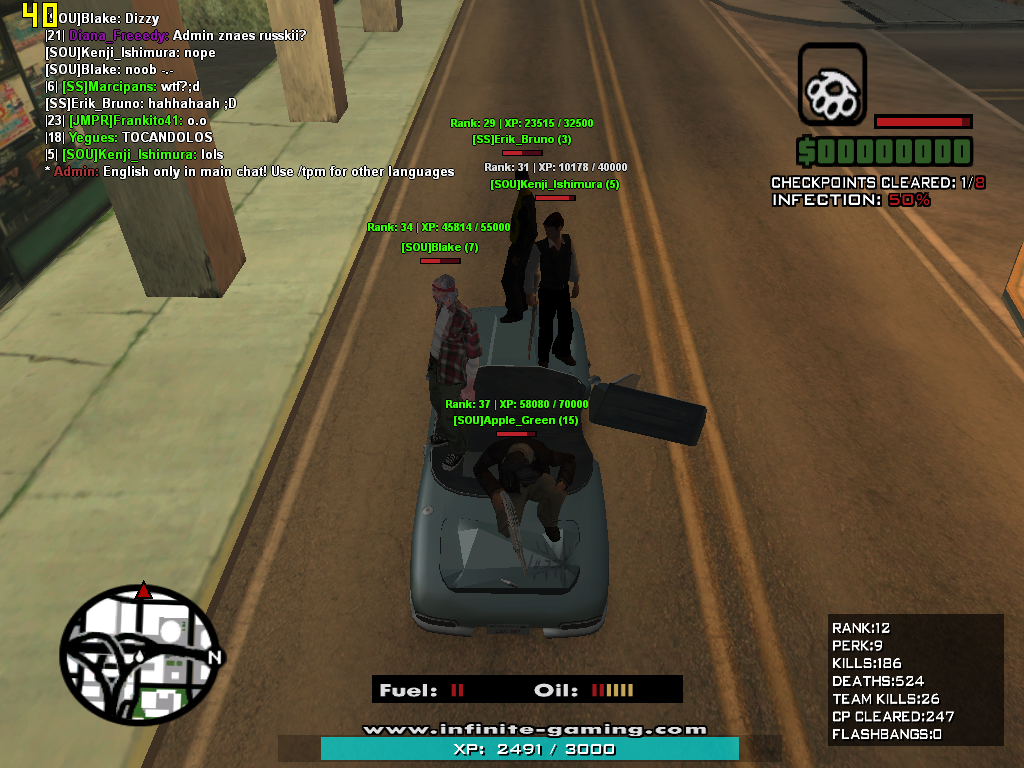 40
OU]Blake: Dizzy
|21| Diana_Freeedy: Admin znaes russkii?
[SOU]Kenji_Ishimura: nope
[SOU]Blake: noob -.-
|6| [SS]Marcipans: wtf?;d
[SS]Erik_Bruno: hahhahaah ;D
|23| [JMPR]Frankito41: o.o
|18| Yegues: TOCANDOLOS
|5| [SOU]Kenji_Ishimura: lols
* Admin: English only in main chat! Use /tpm for other languages
$00000000
CHECKPOINTS CLEARED: 1/8
INFECTION: 50%
Rank: 29 | XP: 23515 / 32500
[SS]Erik_Bruno (3)
Rank: 31 | XP: 10178 / 40000
[SOU]Kenji_Ishimura (5)
Rank: 34 | XP: 45814 / 55000
[SOU]Blake (7)
Rank: 37 | XP: 58080 / 70000
[SOU]Apple_Green (15)
N
RANK:12
PERK:9
KILLS:186
DEATHS:524
TEAM KILLS:26
CP CLEARED:247
FLASHBANGS:0
Fuel: Oil:
www.infinite-gaming.com
XP: 2491 / 3000